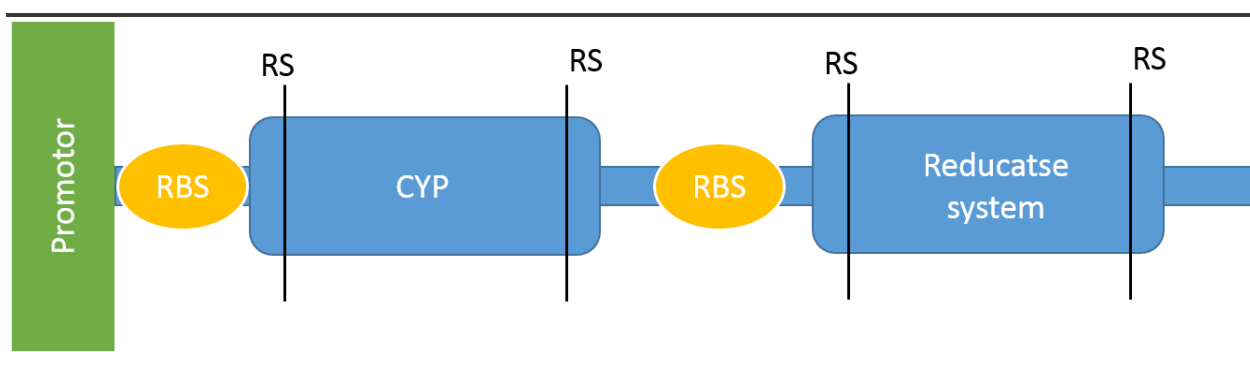 Promotor
RBS
RS
CYP
RS
RBS
RS
Reducatse
system
RS